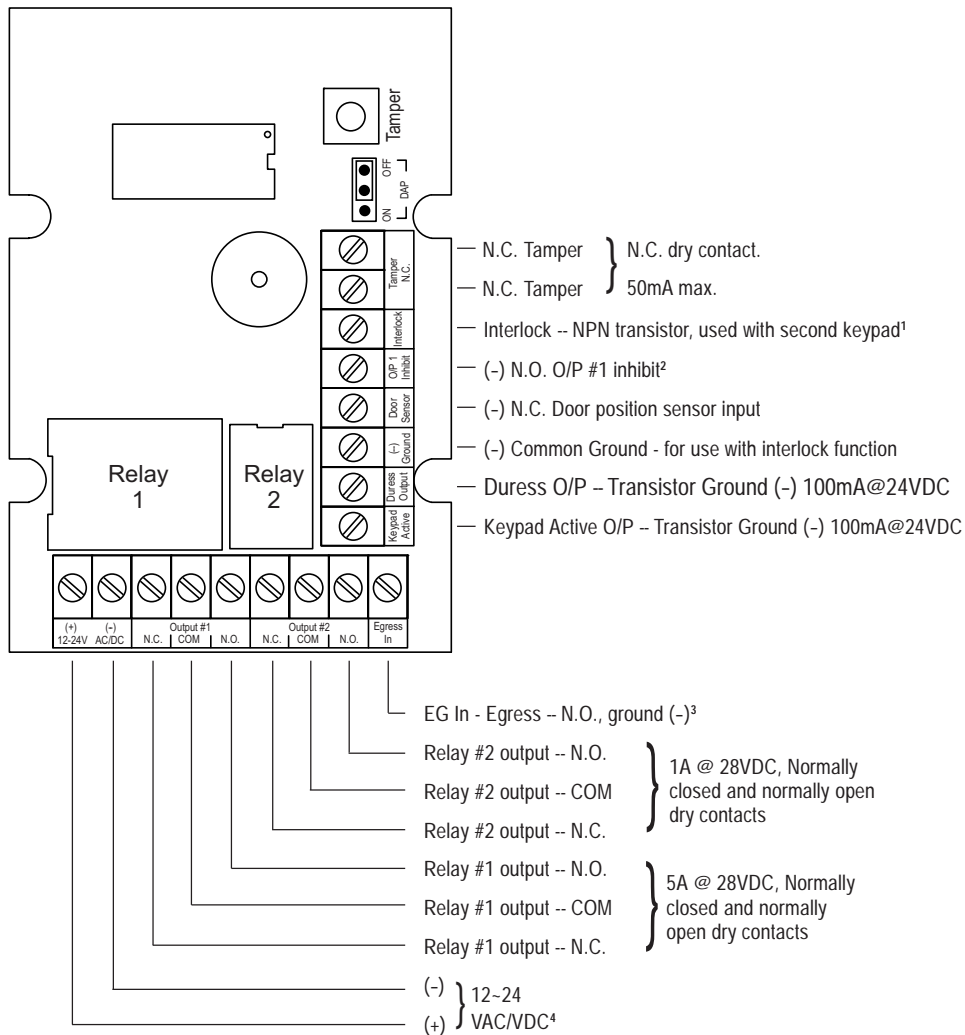 Tamper
OFF
DAP
ON
Tamper
N.C.
Interlock
O/P 1
Inhibit
Door
Sensor
(–)
Ground
Duress
Output
Keypad
Active
N.C. Tamper
N.C. Tamper
} N.C. dry contact.
50mA max.
Interlock -- NPN transistor, used with second keypad¹
(–) N.O. O/P #1 inhibit²
(–) N.C. Door position sensor input
(–) Common Ground - for use with interlock function
Duress O/P -- Transistor Ground (–) 100mA@24VDC
Keypad Active O/P -- Transistor Ground (–) 100mA@24VDC
Relay
1
Relay
2
(+)
12-24V
(–)
AC/DC
Output #1
N.C. | COM | N.O.
Output #2
N.C. | COM | N.O.
Egress
In
EG In - Egress -- N.O., ground (–)³
Relay #2 output -- N.O.
Relay #2 output -- COM
Relay #2 output -- N.C.
} 1A @ 28VDC, Normally
closed and normally open
dry contacts
Relay #1 output -- N.O.
Relay #1 output -- COM
Relay #1 output -- N.C.
} 5A @ 28VDC, Normally
closed and normally
open dry contacts
(–)
(+)
} 12~24
VAC/VDC⁴